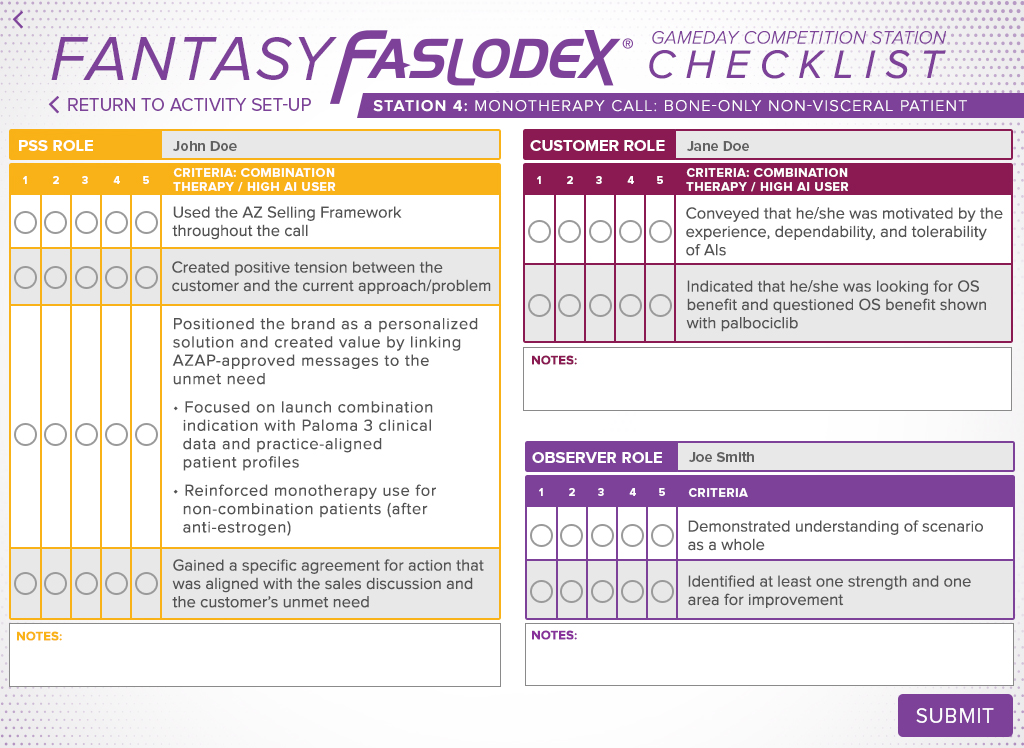 FANTASY FASLODEX®
GAMEDAY COMPETITION STATION
CHECKLIST
RETURN TO ACTIVITY SET-UP
STATION 4: MONOTHERAPY CALL: BONE-ONLY NON-VISCERAL PATIENT
PSS ROLE
John Doe
1 2 3 4 5
CRITERIA: COMBINATION
THERAPY / HIGH AI USER
Used the AZ Selling Framework
throughout the call
Created positive tension between the
customer and the current approach/problem
Positioned the brand as a personalized
solution and created value by linking
AZAP-approved messages to the
unmet need
• Focused on launch combination
indication with Paloma 3 clinical
data and practice-aligned
patient profiles
• Reinforced monotherapy use for
non-combination patients (after
anti-estrogen)
Gained a specific agreement for action that
was aligned with the sales discussion and
the customer's unmet need
NOTES:
CUSTOMER ROLE
Jane Doe
1 2 3 4 5
CRITERIA: COMBINATION
THERAPY / HIGH AI USER
Conveyed that he/she was motivated by the
experience, dependability, and tolerability
of AIs
Indicated that he/she was looking for OS
benefit and questioned OS benefit shown
with palbociclib
NOTES:
OBSERVER ROLE
Joe Smith
1 2 3 4 5
CRITERIA
Demonstrated understanding of scenario
as a whole
Identified at least one strength and one
area for improvement
NOTES:
SUBMIT